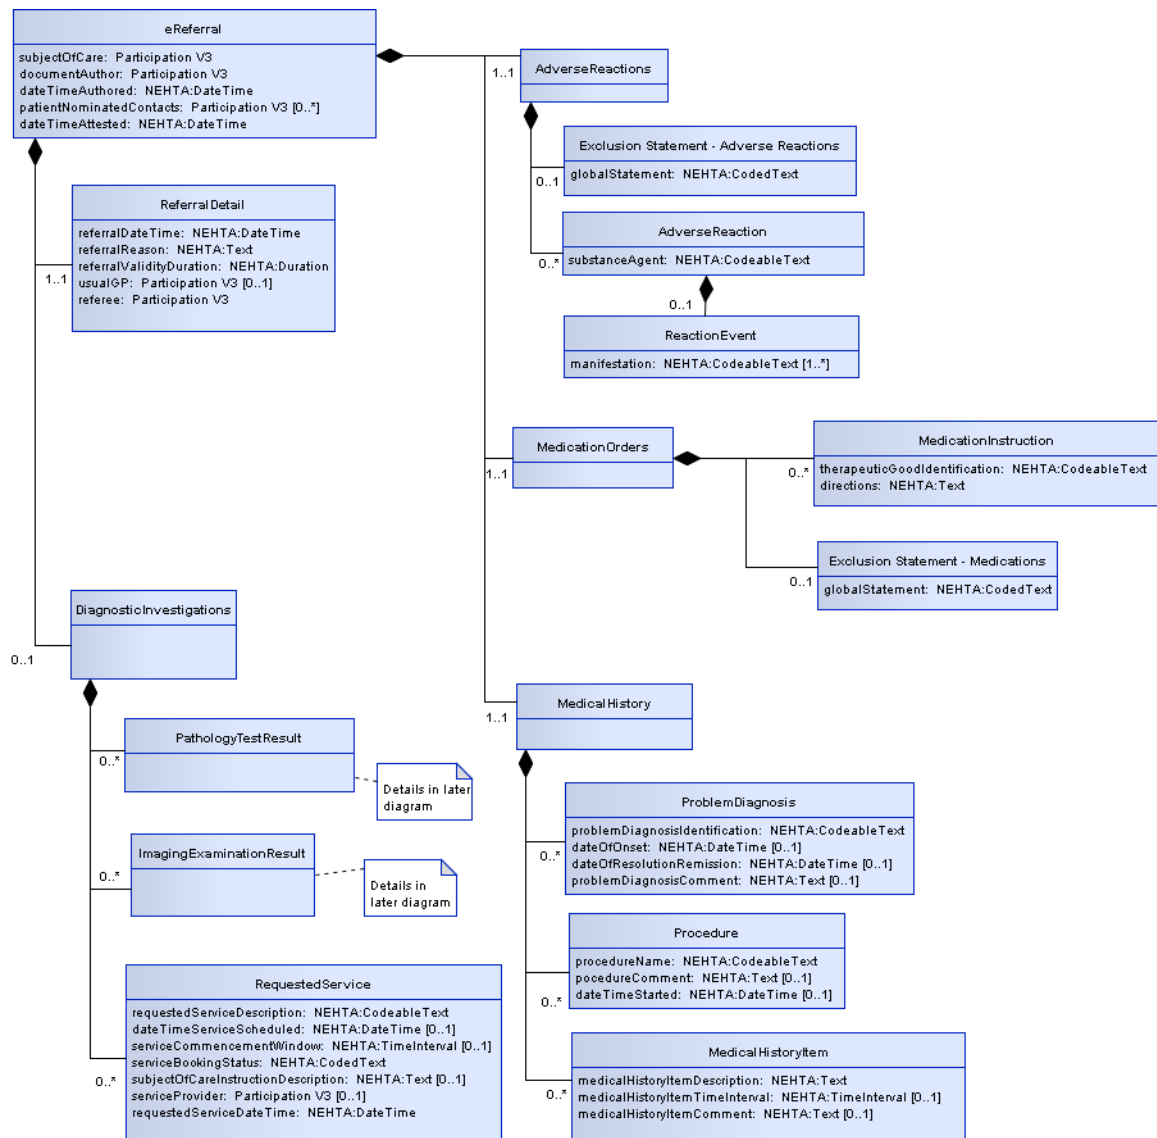 eReferral
subjectOfCare: Participation V3
documentAuthor: Participation V3
dateTimeAuthored: NEHTA:DateTime
patientNominatedContacts: Participation V3 [0..*]
dateTimeAttested: NEHTA:DateTime
1..1
AdverseReactions
Exclusion Statement - Adverse Reactions
globalStatement: NEHTA:CodedText
0..1
AdverseReaction
substanceAgent: NEHTA:CodeableText
0..*
0..1
ReactionEvent
manifestation: NEHTA:CodeableText [1..*]
ReferralDetail
referralDateTime: NEHTA:DateTime
referralReason: NEHTA:Text
referralValidityDuration: NEHTA:Duration
usualGP: Participation V3 [0..1]
referee: Participation V3
1..1
MedicationOrders
1..1
MedicationInstruction
therapeuticGoodIdentification: NEHTA:CodeableText
directions: NEHTA:Text
0..*
Exclusion Statement - Medications
globalStatement: NEHTA:CodedText
0..1
DiagnosticInvestigations
0..1
PathologyTestResult
0..*
Details in later
diagram
ImagingExaminationResult
0..*
Details in
later diagram
RequestedService
requestedServiceDescription: NEHTA:CodeableText
dateTimeServiceScheduled: NEHTA:DateTime [0..1]
serviceCommencementWindow: NEHTA:TimeInterval [0..1]
serviceBookingStatus: NEHTA:CodedText
subjectOfCareInstructionDescription: NEHTA:Text [0..1]
serviceProvider: Participation V3 [0..1]
requestedServiceDateTime: NEHTA:DateTime
0..*
MedicalHistory
1..1
ProblemDiagnosis
problemDiagnosisIdentification: NEHTA:CodeableText
dateOfOnset: NEHTA:DateTime [0..1]
dateOfResolutionRemission: NEHTA:DateTime [0..1]
problemDiagnosisComment: NEHTA:Text [0..1]
0..*
Procedure
procedureName: NEHTA:CodeableText
pocedureComment: NEHTA:Text [0..1]
dateTimeStarted: NEHTA:DateTime [0..1]
0..*
MedicalHistoryItem
medicalHistoryItemDescription: NEHTA:Text
medicalHistoryItemTimeInterval: NEHTA:TimeInterval [0..1]
medicalHistoryItemComment: NEHTA:Text [0..1]
0..*